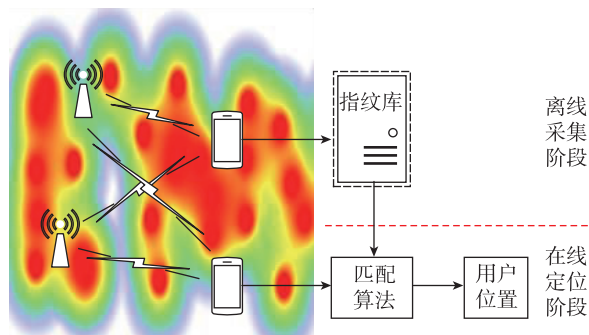 指纹库
离线
采集
阶段
匹配
算法
用户
位置
在线
定位
阶段